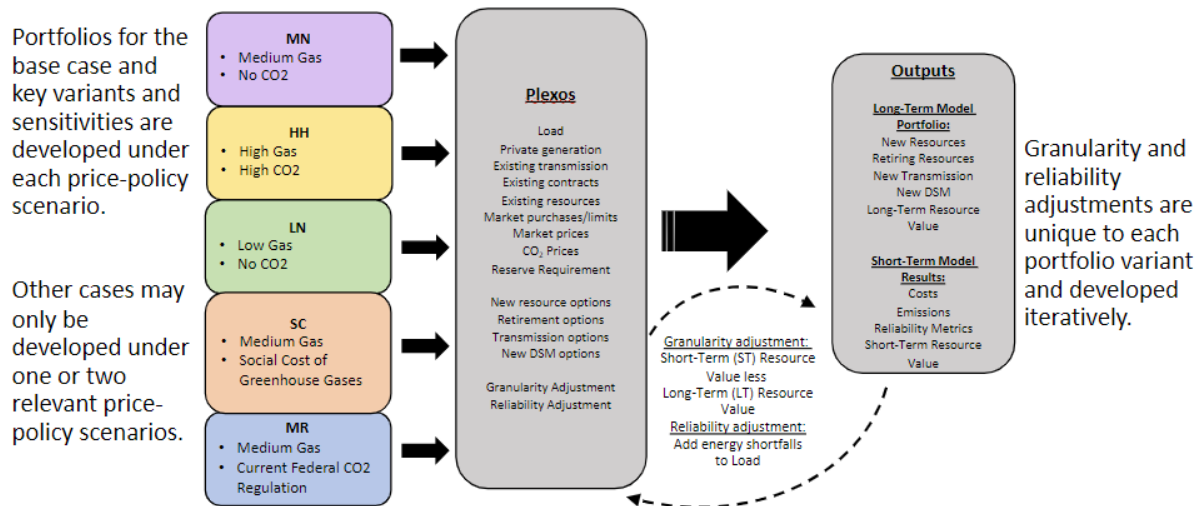 Portfolios for the
base case and
key variants and
sensitivities are
developed under
each price-policy
scenario.
Other cases may
only be
developed under
one or two
relevant price-
policy scenarios.
MN
• Medium Gas
• No CO2
HH
• High Gas
• High CO2
LN
• Low Gas
• No CO2
SC
• Medium Gas
• Social Cost of
Greenhouse Gases
MR
• Medium Gas
• Current Federal CO2
Regulation
Plexos
Load
Private generation
Existing transmission
Existing contracts
Existing resources
Market purchases/limits
Market prices
CO₂ Prices
Reserve Requirement
New resource options
Retirement options
Transmission options
New DSM options
Granularity Adjustment
Reliability Adjustment
Granularity adjustment:
Short-Term (ST) Resource
Value less
Long-Term (LT) Resource
Value
Reliability adjustment:
Add energy shortfalls
to Load
Outputs
Long-Term Model
Portfolio:
New Resources
Retiring Resources
New Transmission
New DSM
Long-Term Resource
Value
Short-Term Model
Results:
Costs
Emissions
Reliability Metrics
Short-Term Resource
Value
Granularity and
reliability
adjustments are
unique to each
portfolio variant
and developed
iteratively.